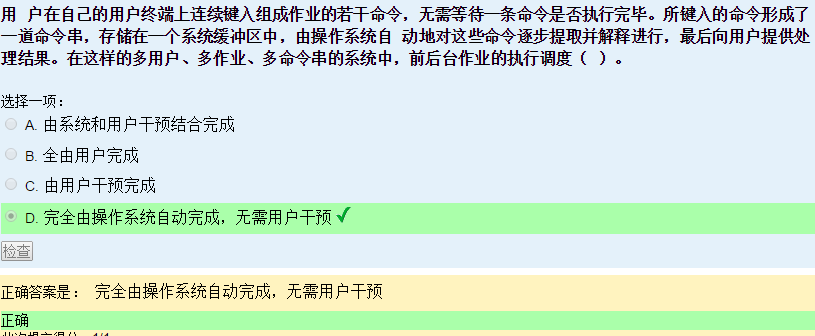 用 户在自己的用户终端上连续键入组成作业的若干命令，无需等待一条命令是否执行完毕。所键入的命令形成了
一道命令串，存储在一个系统缓冲区中，由操作系统自 动地对这些命令逐步提取并解释进行，最后向用户提供处
理结果。在这样的多用户、多作业、多命令串的系统中，前后台作业的执行调度（ ）。
选择一项：
A. 由系统和用户干预结合完成
B. 全由用户完成
C. 由用户干预完成
D. 完全由操作系统自动完成，无需用户干预
检查
正确答案是： 完全由操作系统自动完成，无需用户干预
正确